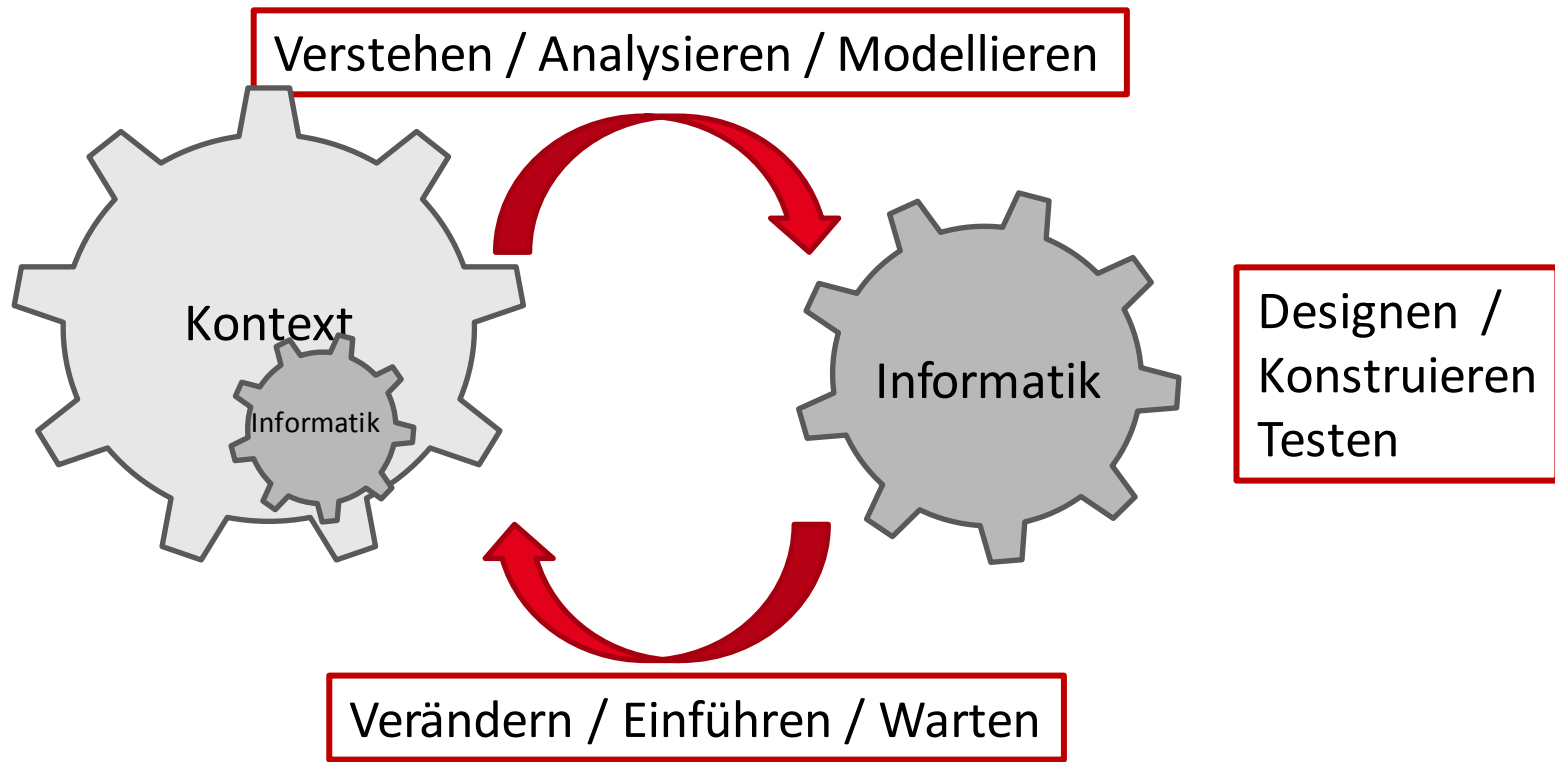 Verstehen / Analysieren / Modellieren
Kontext
Informatik
Informatik
Designen /
Konstruieren
Testen
Verändern / Einführen / Warten